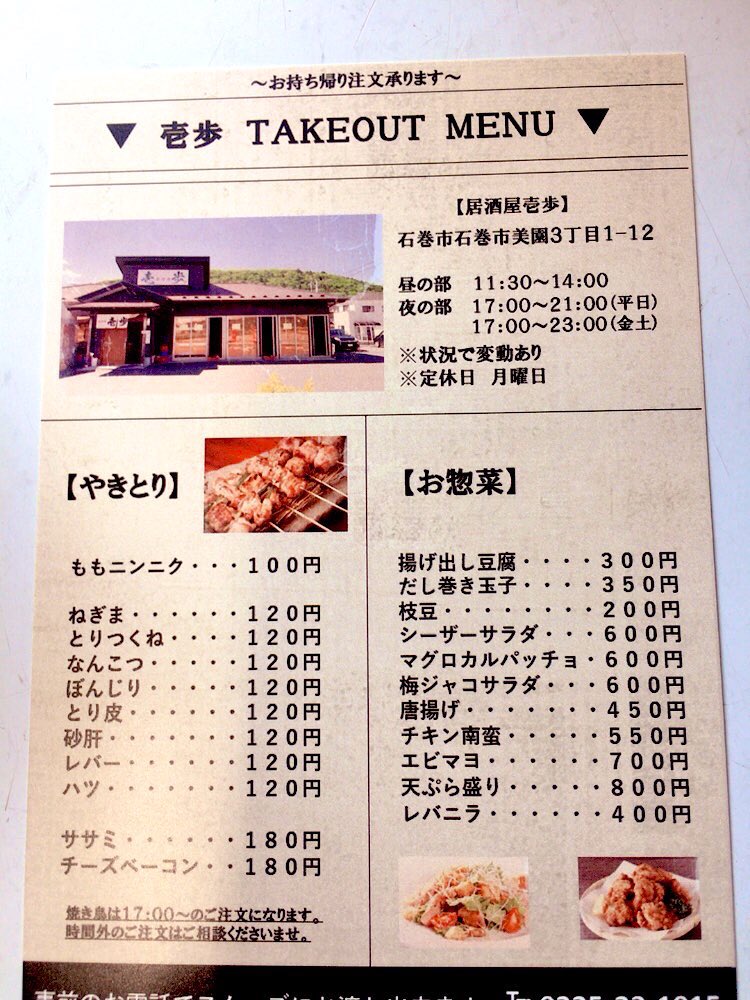 ～お持ち帰り注文承ります～
▼ 壱歩 TAKEOUT MENU ▼
【居酒屋壱歩】
石巻市石巻市美園3丁目1-12
昼の部 11:30～14:00
夜の部 17:00～21:00(平日)
17:00～23:00(金土)
※状況で変動あり
※定休日 月曜日
壱歩
壱歩
【やきとり】
ももニンニク・・・100円
ねぎま・・・・・・120円
とりつくね・・・・120円
なんこつ・・・・・120円
ぼんじり・・・・・120円
とり皮・・・・・・120円
砂肝・・・・・・・120円
レバー・・・・・・120円
ハツ・・・・・・・120円
ササミ・・・・・・180円
チーズベーコン・・180円
焼き鳥は17:00～のご注文になります。
時間外のご注文はご相談くださいませ。
【お惣菜】
揚げ出し豆腐・・・・300円
だし巻き玉子・・・・350円
枝豆・・・・・・・・200円
シーザーサラダ・・・600円
マグロカルパッチョ・600円
梅ジャコサラダ・・・600円
唐揚げ・・・・・・・450円
チキン南蛮・・・・・550円
エビマヨ・・・・・・700円
天ぷら盛り・・・・・800円
レバニラ・・・・・・400円
事前のお電話で